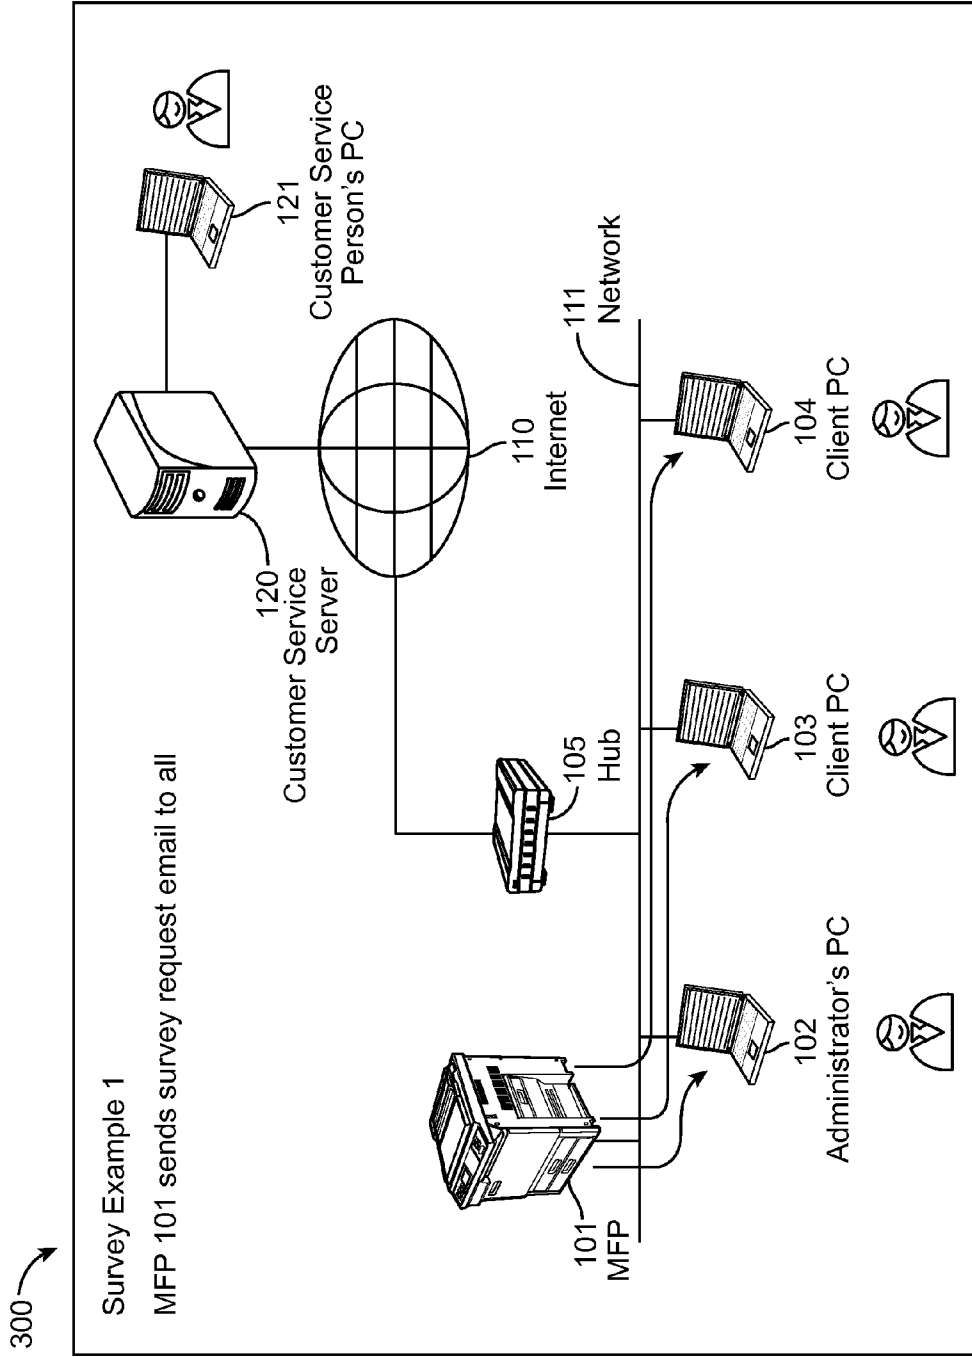 300
Survey Example 1
MFP 101 sends survey request email to all
120
Customer Service
Server
121
Customer Service
Person's PC
110
Internet
105
Hub
111
Network
101
MFP
102
Administrator's PC
103
Client PC
104
Client PC